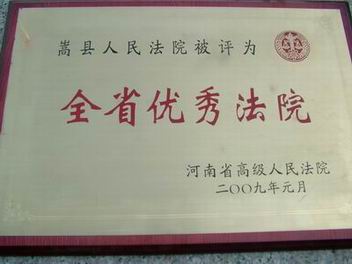 嵩县人民法院被评为
全省优秀法院
河南省高级人民法院
二〇〇九年元月